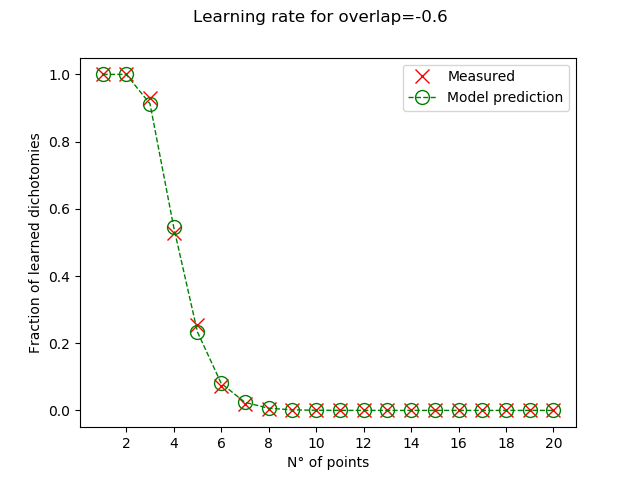 Learning rate for overlap=-0.6
Measured
Model prediction
Fraction of learned dichotomies
1.0
0.8
0.6
0.4
0.2
0.0
2 4 6 8 10 12 14 16 18 20
N° of points